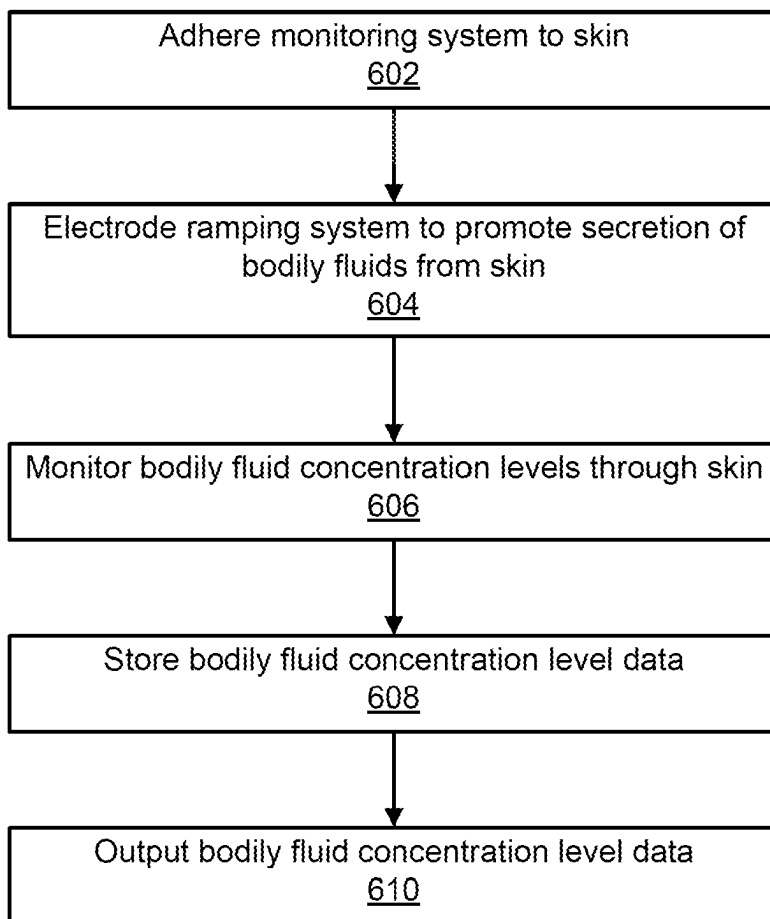 Adhere monitoring system to skin
602
Electrode ramping system to promote secretion of
bodily fluids from skin
604
Monitor bodily fluid concentration levels through skin
606
Store bodily fluid concentration level data
608
Output bodily fluid concentration level data
610